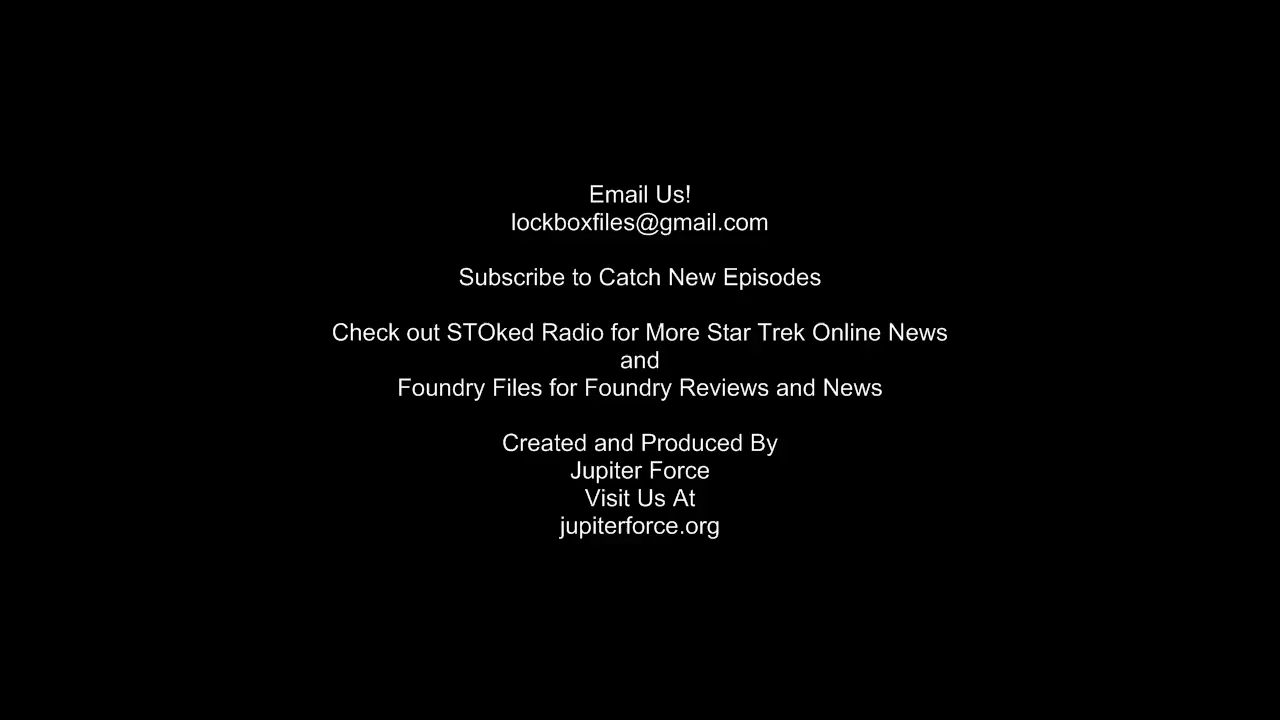 Email Us!
lockboxfiles@gmail.com
Subscribe to Catch New Episodes
Check out STOked Radio for More Star Trek Online News
and
Foundry Files for Foundry Reviews and News
Created and Produced By
Jupiter Force
Visit Us At
jupiterforce.org